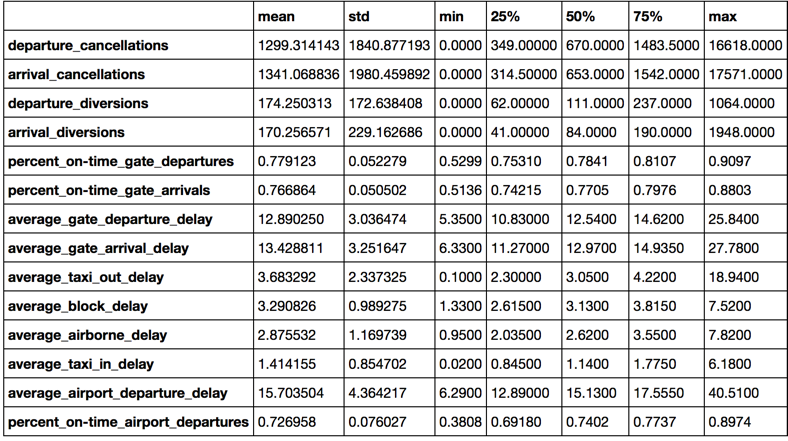 mean std min 25% 50% 75% max
departure_cancellations 1299.314143 1840.877193 0.0000 349.00000 670.0000 1483.5000 16618.0000
arrival_cancellations 1341.068836 1980.459892 0.0000 314.50000 653.0000 1542.0000 17571.0000
departure_diversions 174.250313 172.638408 0.0000 62.00000 111.0000 237.0000 1064.0000
arrival_diversions 170.256571 229.162686 0.0000 41.00000 84.0000 190.0000 1948.0000
percent_on-time_gate_departures 0.779123 0.052279 0.5299 0.75310 0.7841 0.8107 0.9097
percent_on-time_gate_arrivals 0.766864 0.050502 0.5136 0.74215 0.7705 0.7976 0.8803
average_gate_departure_delay 12.890250 3.036474 5.3500 10.83000 12.5400 14.6200 25.8400
average_gate_arrival_delay 13.428811 3.251647 6.3300 11.27000 12.9700 14.9350 27.7800
average_taxi_out_delay 3.683292 2.337325 0.1000 2.30000 3.0500 4.2200 18.9400
average_block_delay 3.290826 0.989275 1.3300 2.61500 3.1300 3.8150 7.5200
average_airborne_delay 2.875532 1.169739 0.9500 2.03500 2.6200 3.5500 7.8200
average_taxi_in_delay 1.414155 0.854702 0.0200 0.84500 1.1400 1.7750 6.1800
average_airport_departure_delay 15.703504 4.364217 6.2900 12.89000 15.1300 17.5550 40.5100
percent_on-time_airport_departures 0.726958 0.076027 0.3808 0.69180 0.7402 0.7737 0.8974